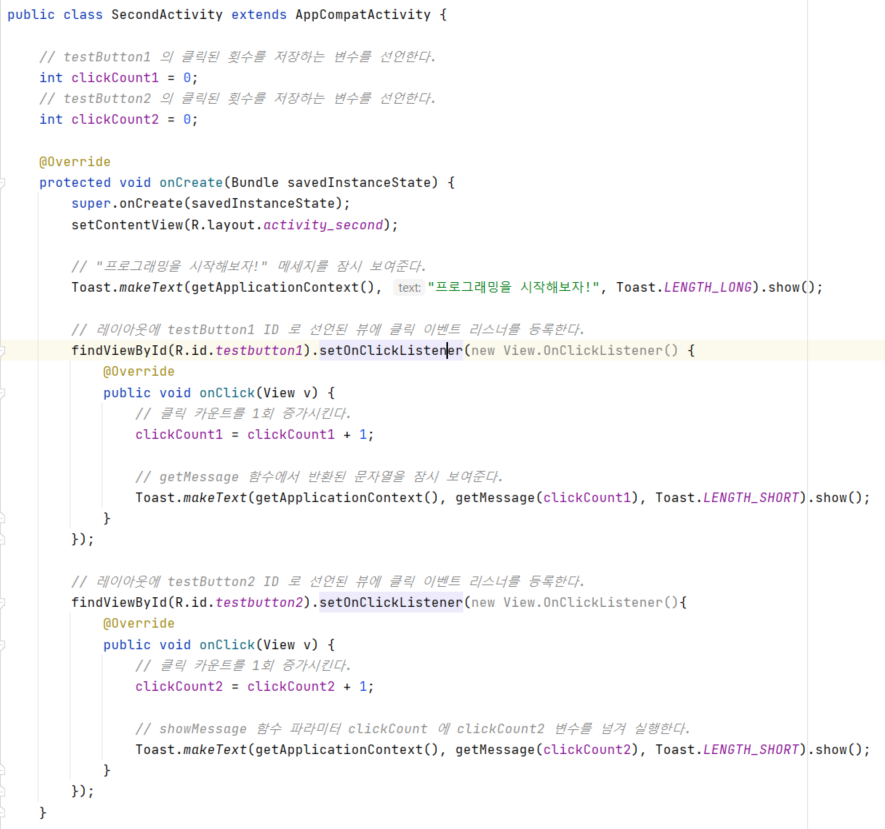 public class SecondActivity extends AppCompatActivity {
// testButton1 의 클릭된 횟수를 저장하는 변수를 선언한다.
int clickCount1 = 0;
// testButton2 의 클릭된 횟수를 저장하는 변수를 선언한다.
int clickCount2 = 0;
@Override
protected void onCreate(Bundle savedInstanceState) {
super.onCreate(savedInstanceState);
setContentView(R.layout.activity_second);
// "프로그래밍을 시작해보자!" 메세지를 잠시 보여준다.
Toast.makeText(getApplicationContext(), text: "프로그래밍을 시작해보자!", Toast.LENGTH_LONG).show();
// 레이아웃에 testButton1 ID 로 선언된 뷰에 클릭 이벤트 리스너를 등록한다.
findViewById(R.id.testbutton1).setOnClickListener(new View.OnClickListener() {
@Override
public void onClick(View v) {
// 클릭 카운트를 1회 증가시킨다.
clickCount1 = clickCount1 + 1;
// getMessage 함수에서 반환된 문자열을 잠시 보여준다.
Toast.makeText(getApplicationContext(), getMessage(clickCount1), Toast.LENGTH_SHORT).show();
}
});
// 레이아웃에 testButton2 ID 로 선언된 뷰에 클릭 이벤트 리스너를 등록한다.
findViewById(R.id.testbutton2).setOnClickListener(new View.OnClickListener(){
@Override
public void onClick(View v) {
// 클릭 카운트를 1회 증가시킨다.
clickCount2 = clickCount2 + 1;
// showMessage 함수 파라미터 clickCount 에 clickCount2 변수를 넘겨 실행한다.
Toast.makeText(getApplicationContext(), getMessage(clickCount2), Toast.LENGTH_SHORT).show();
}
});
}